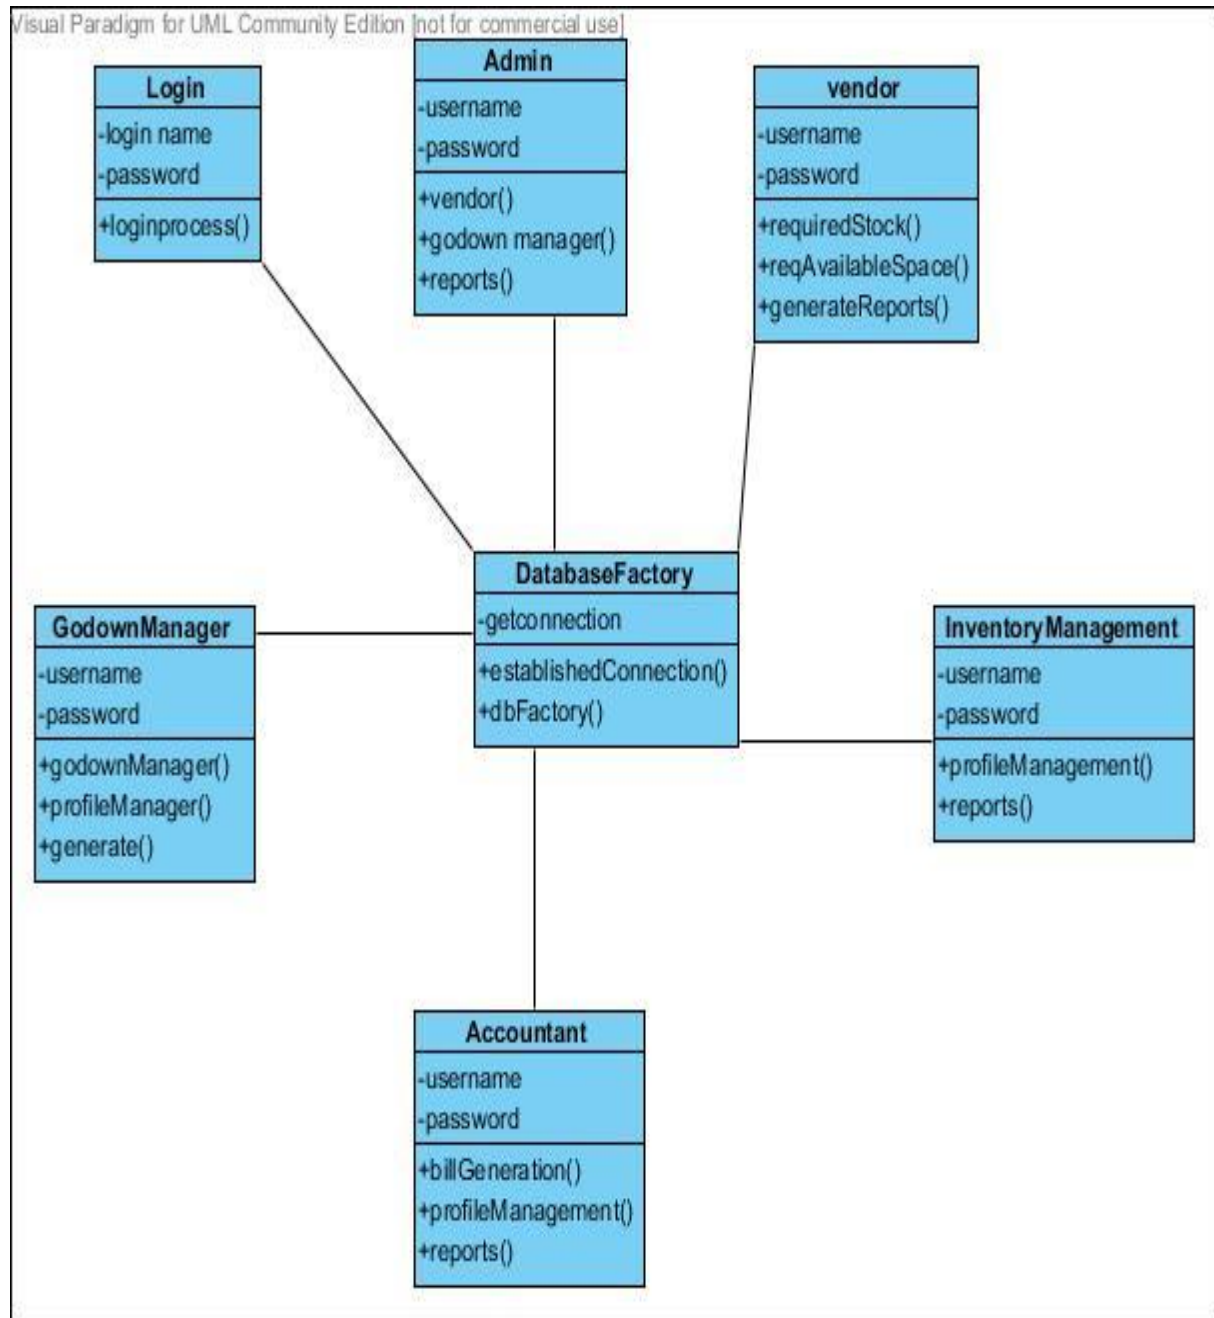 Visual Paradigm for UML Community Edition [not for commercial use]
Login
-login name
-password
+loginprocess()
Admin
-username
-password
+vendor()
+godown manager()
+reports()
vendor
-username
-password
+requiredStock()
+reqAvailableSpace()
+generateReports()
DatabaseFactory
-getconnection
+establishedConnection()
+dbFactory()
GodownManager
-username
-password
+godownManager()
+profileManager()
+generate()
InventoryManagement
-username
-password
+profileManagement()
+reports()
Accountant
-username
-password
+billGeneration()
+profileManagement()
+reports()